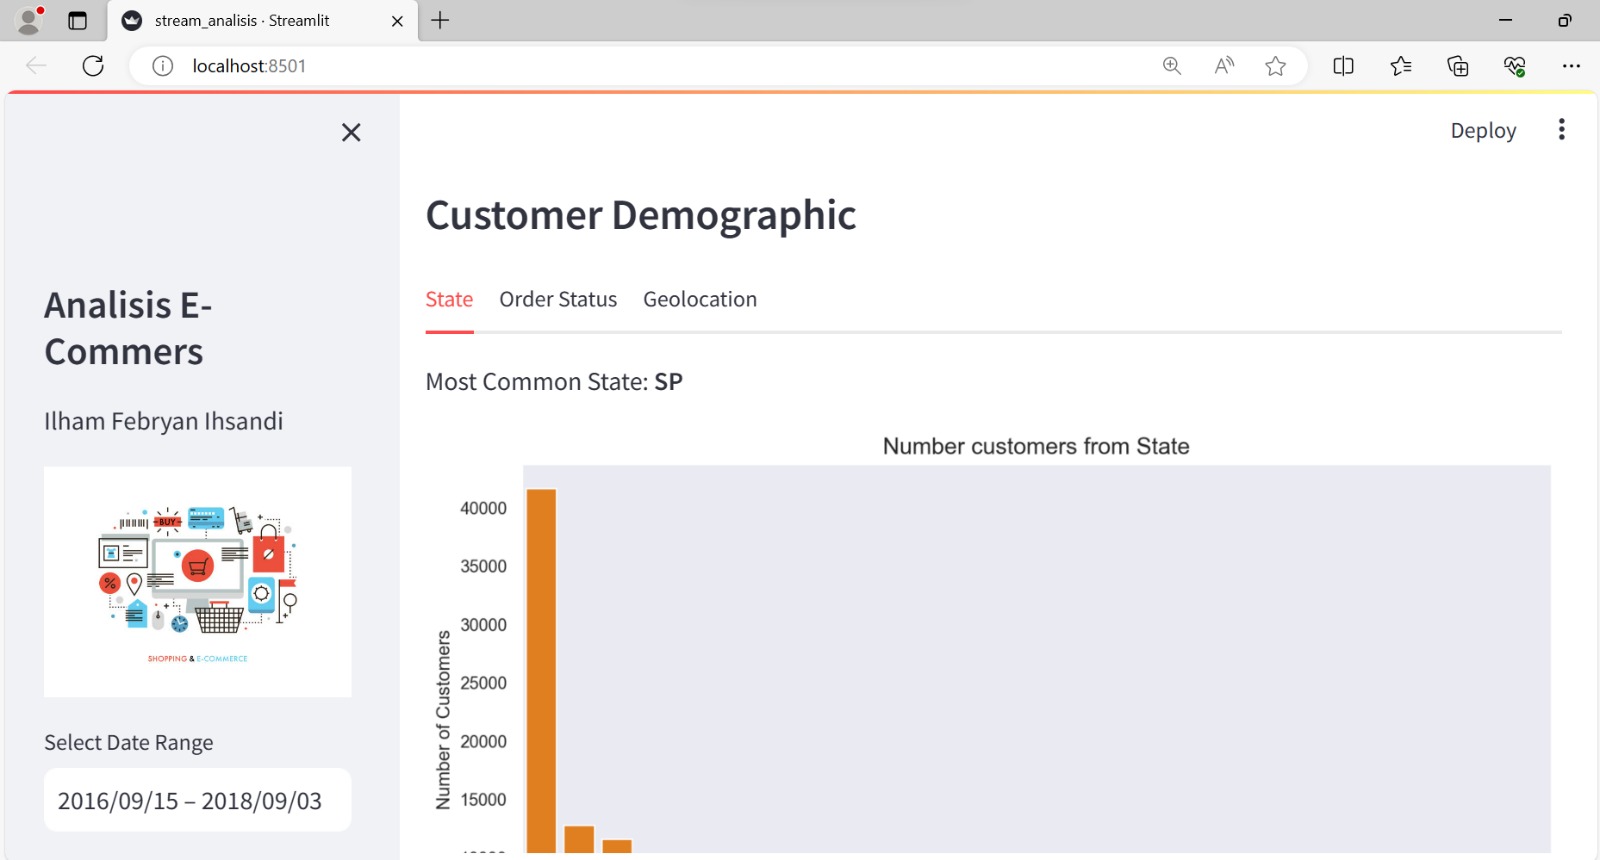 stream_analisis · Streamlit
localhost:8501
Deploy
Analisis E-
Commers
Ilham Febryan Ihsandi
BUY
%
SHOPPING & E-COMMERCE
Select Date Range
2016/09/15 – 2018/09/03
Customer Demographic
State Order Status Geolocation
Most Common State: SP
Number customers from State
Number of Customers
40000
35000
30000
25000
20000
15000